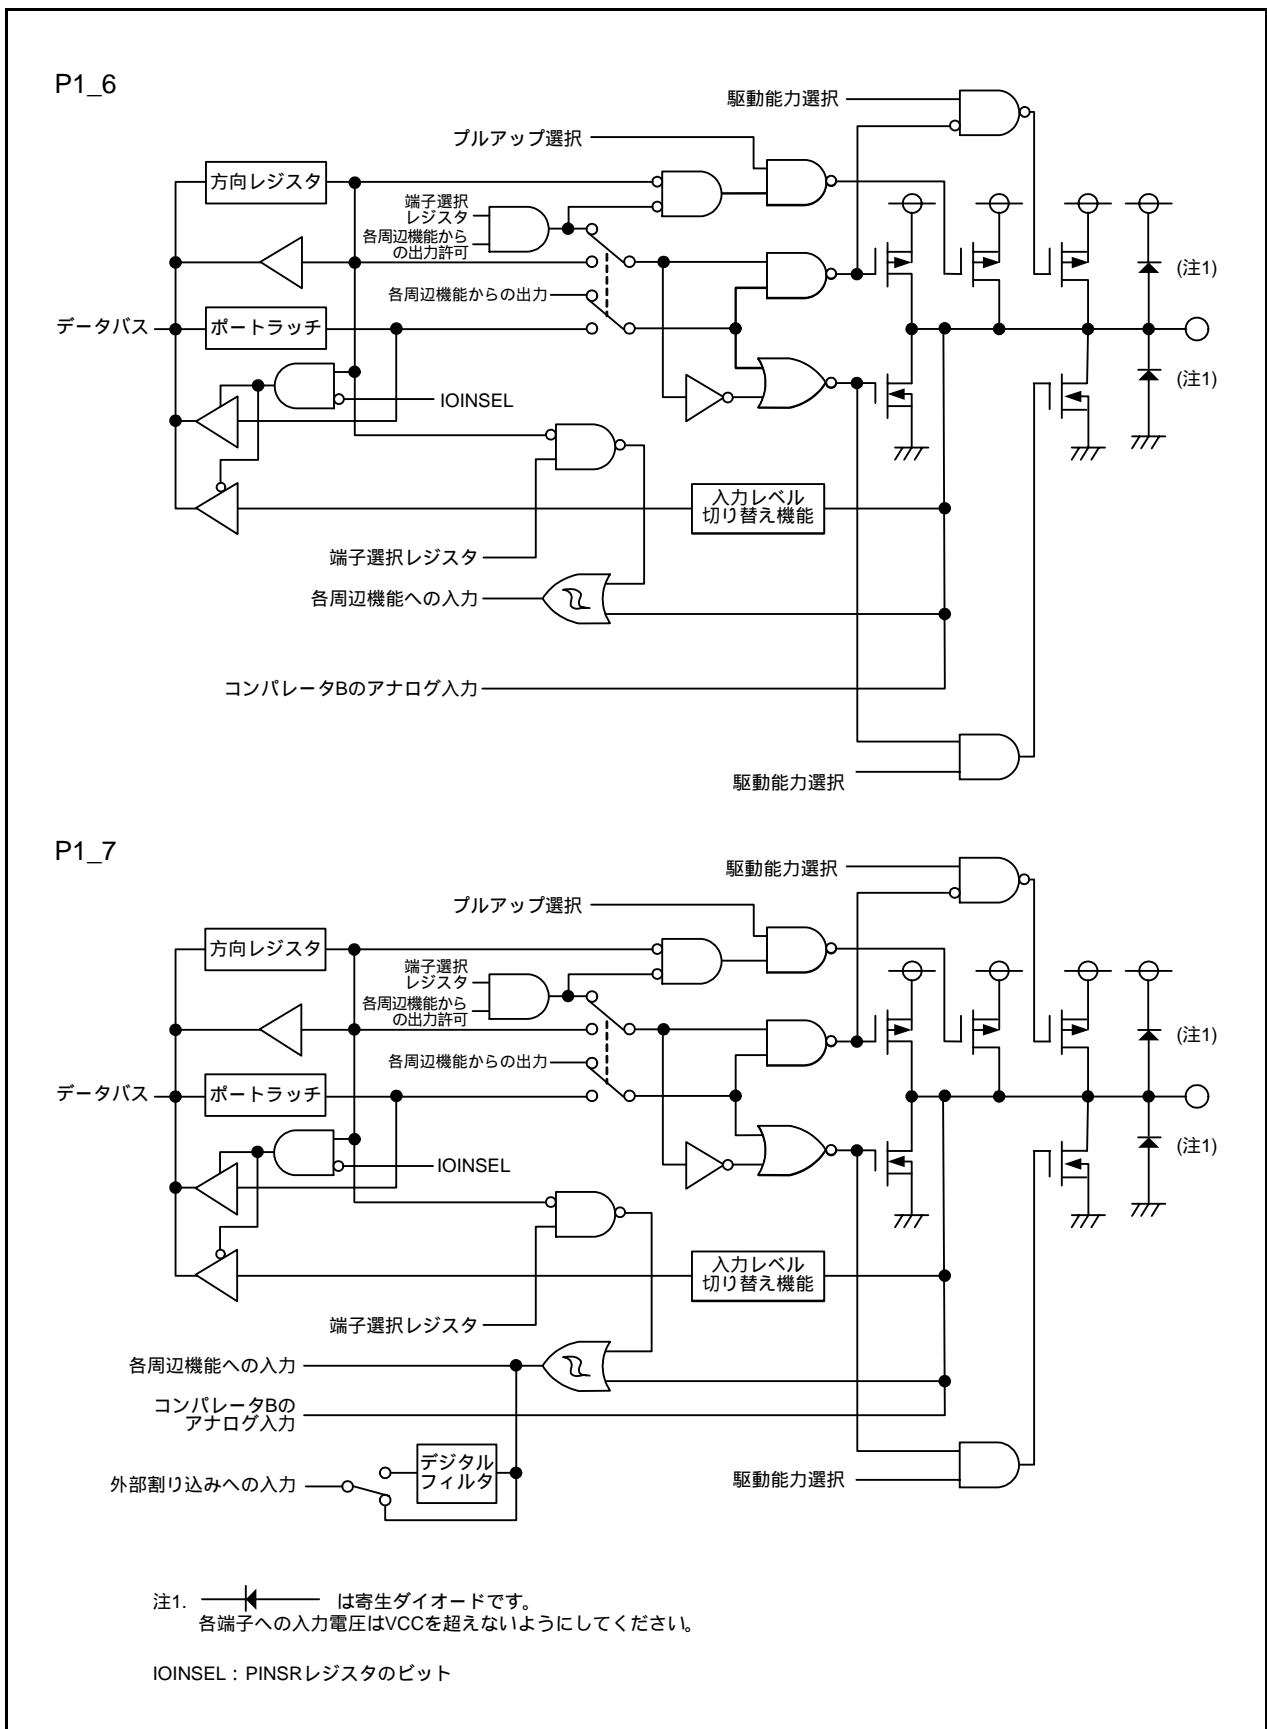 P1_6
駆動能力選択
プルアップ選択
方向レジスタ
端子選択
レジスタ
各周辺機能から
の出力許可
(注1)
各周辺機能からの出力
データバス
ポートラッチ
(注1)
IOINSEL
入力レベル
切り替え機能
端子選択レジスタ
各周辺機能への入力
コンパレータBのアナログ入力
駆動能力選択
P1_7
駆動能力選択
プルアップ選択
方向レジスタ
端子選択
レジスタ
各周辺機能から
の出力許可
(注1)
各周辺機能からの出力
データバス
ポートラッチ
(注1)
IOINSEL
入力レベル
切り替え機能
端子選択レジスタ
各周辺機能への入力
コンパレータBの
アナログ入力
デジタル
フィルタ
外部割り込みへの入力
駆動能力選択
注1. は寄生ダイオードです。
各端子への入力電圧はVCCを超えないようにしてください。
IOINSEL：PINSRレジスタのビット